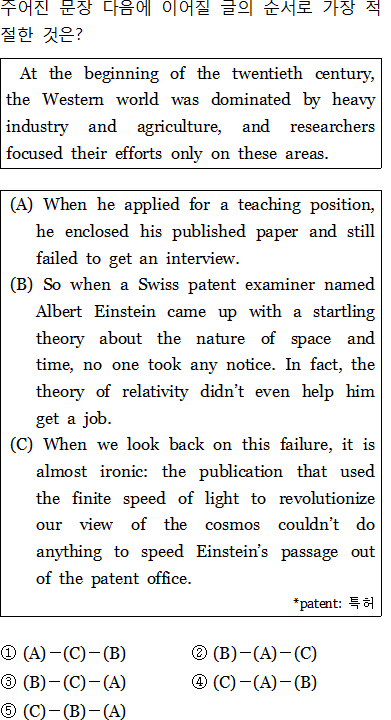 주어진 문장 다음에 이어질 글의 순서로 가장 적
절한 것은?
At the beginning of the twentieth century,
the Western world was dominated by heavy
industry and agriculture, and researchers
focused their efforts only on these areas.
(A) When he applied for a teaching position,
he enclosed his published paper and still
failed to get an interview.
(B) So when a Swiss patent examiner named
Albert Einstein came up with a startling
theory about the nature of space and
time, no one took any notice. In fact, the
theory of relativity didn’t even help him
get a job.
(C) When we look back on this failure, it is
almost ironic: the publication that used
the finite speed of light to revolutionize
our view of the cosmos couldn’t do
anything to speed Einstein’s passage out
of the patent office.
*patent: 특허
① (A)－(C)－(B) ② (B)－(A)－(C)
③ (B)－(C)－(A) ④ (C)－(A)－(B)
⑤ (C)－(B)－(A)